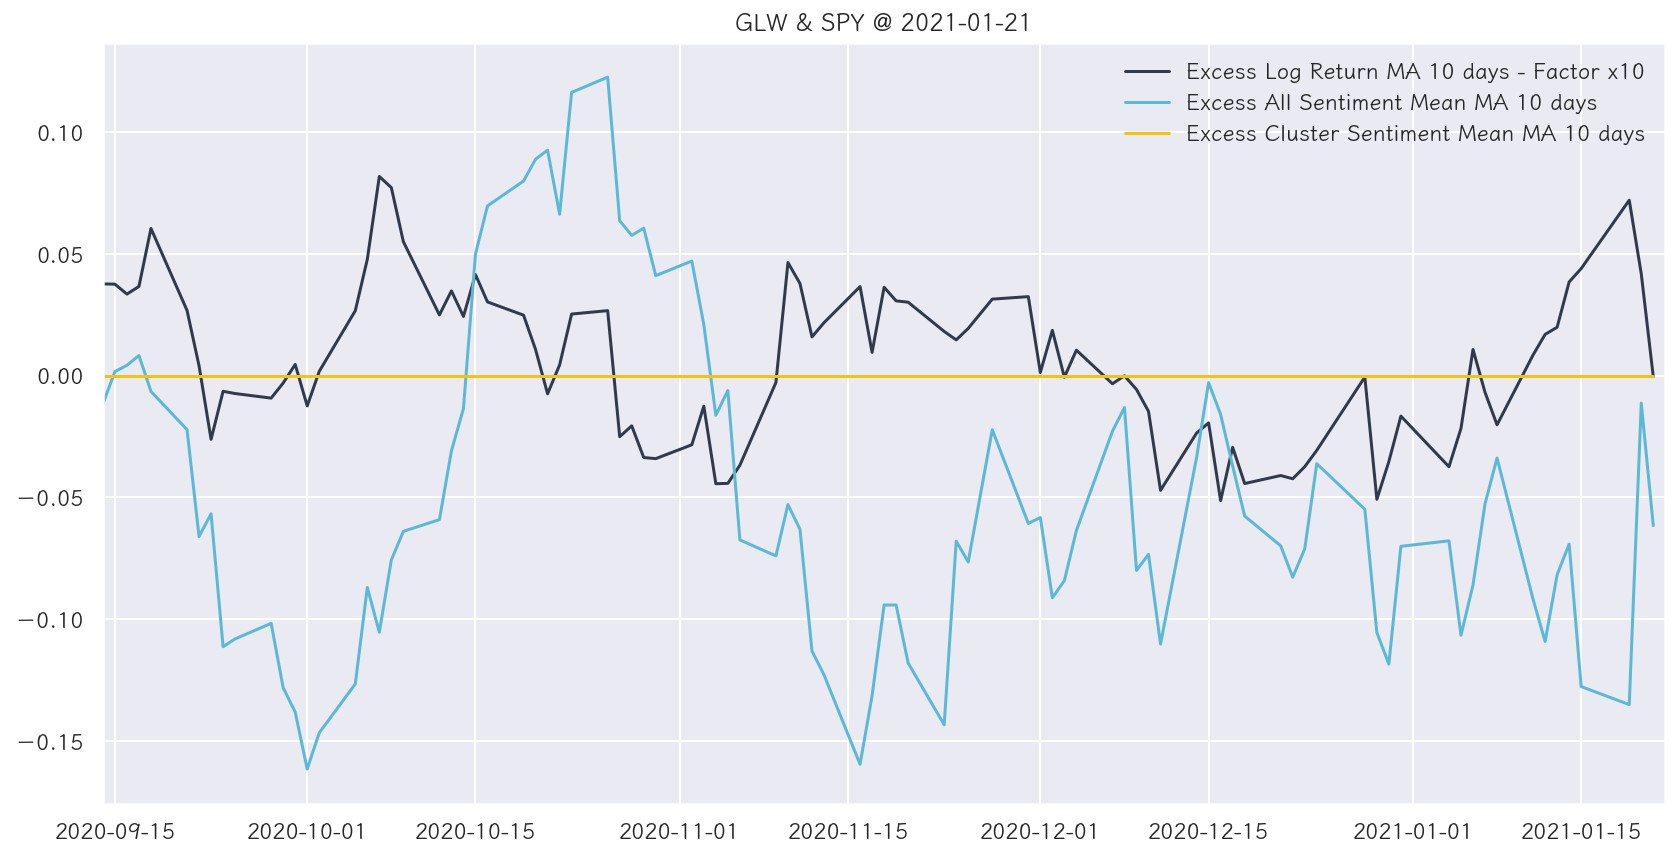 GLW & SPY @ 2021-01-21
Excess Log Return MA 10 days - Factor x10
Excess All Sentiment Mean MA 10 days
Excess Cluster Sentiment Mean MA 10 days
0.10
0.05
0.00
−0.05
−0.10
−0.15
2020-09-15 2020-10-01 2020-10-15 2020-11-01 2020-11-15 2020-12-01 2020-12-15 2021-01-01 2021-01-15